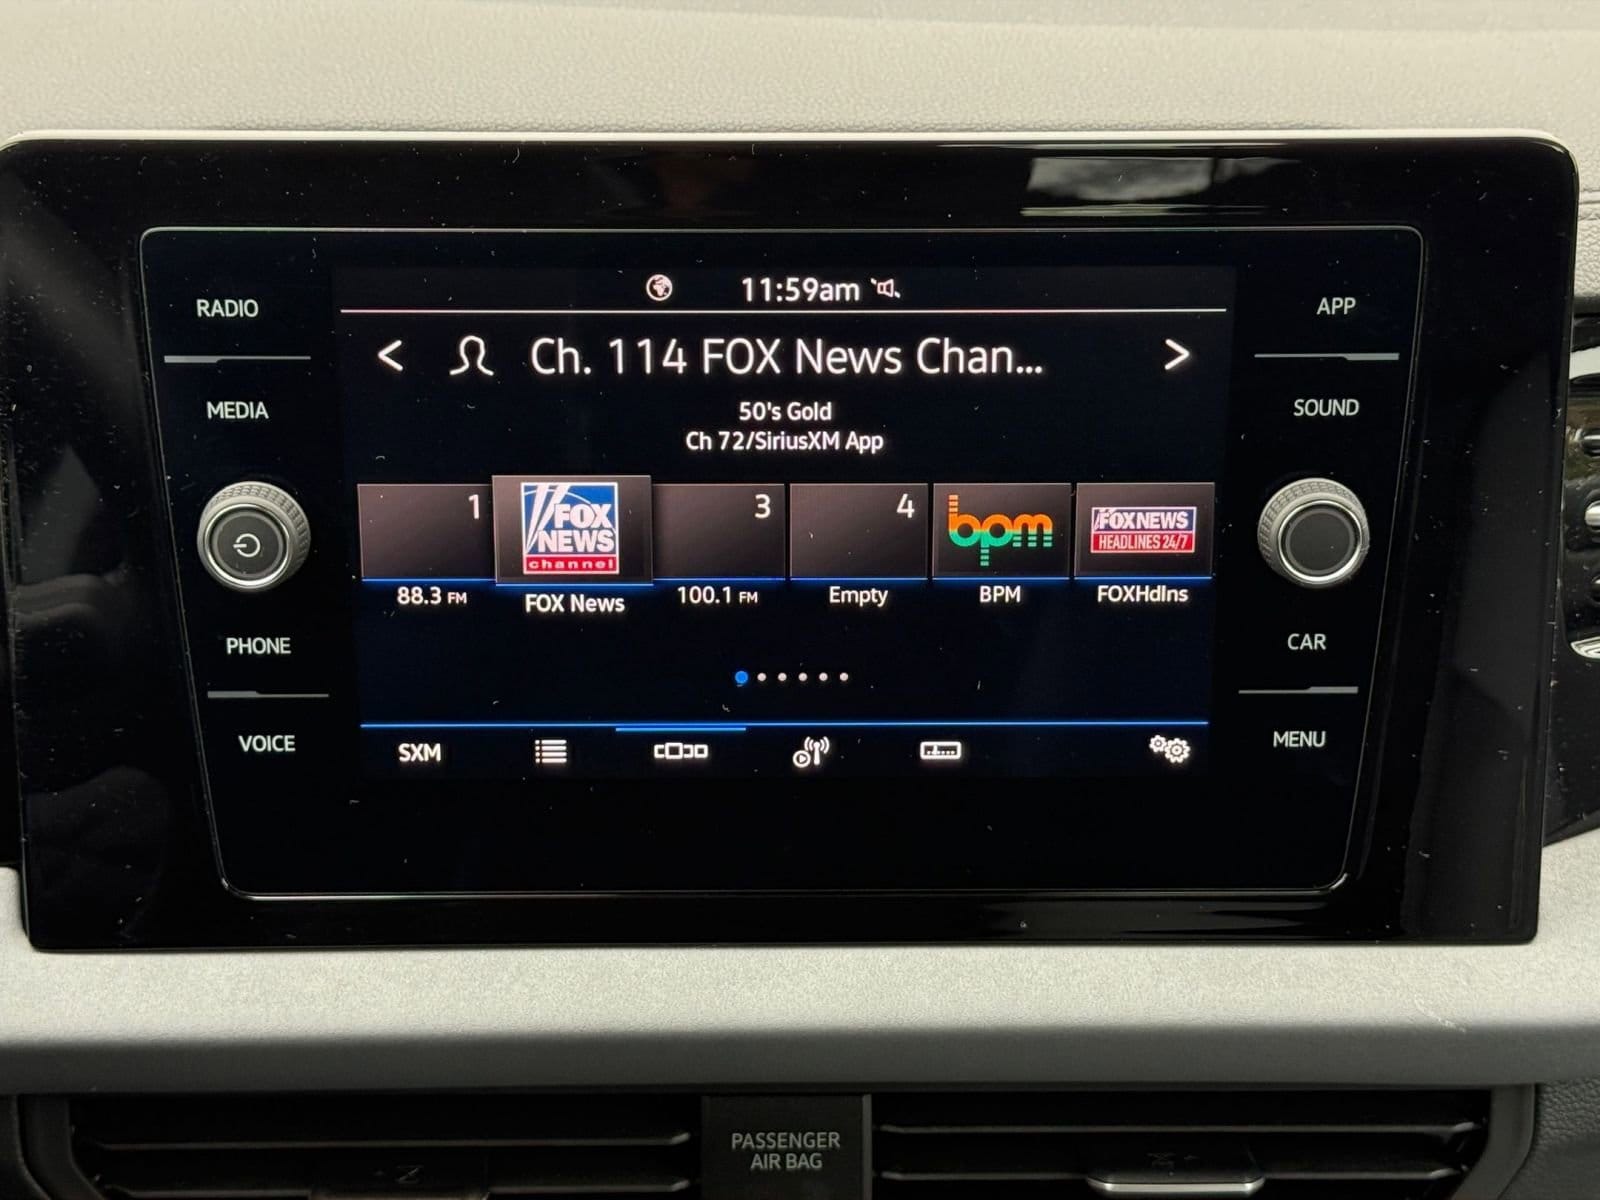 11:59am
RADIO
APP
Ch. 114 FOX News Chan...
MEDIA
SOUND
50's Gold
Ch 72/SiriusXM App
1
FOX
NEWS
channel
3
4
bpm
FOX NEWS
HEADLINES 24/7
88.3 FM
FOX News
100.1 FM
Empty
BPM
FOXHdlns
PHONE
CAR
VOICE
MENU
SXM
PASSENGER
AIR BAG